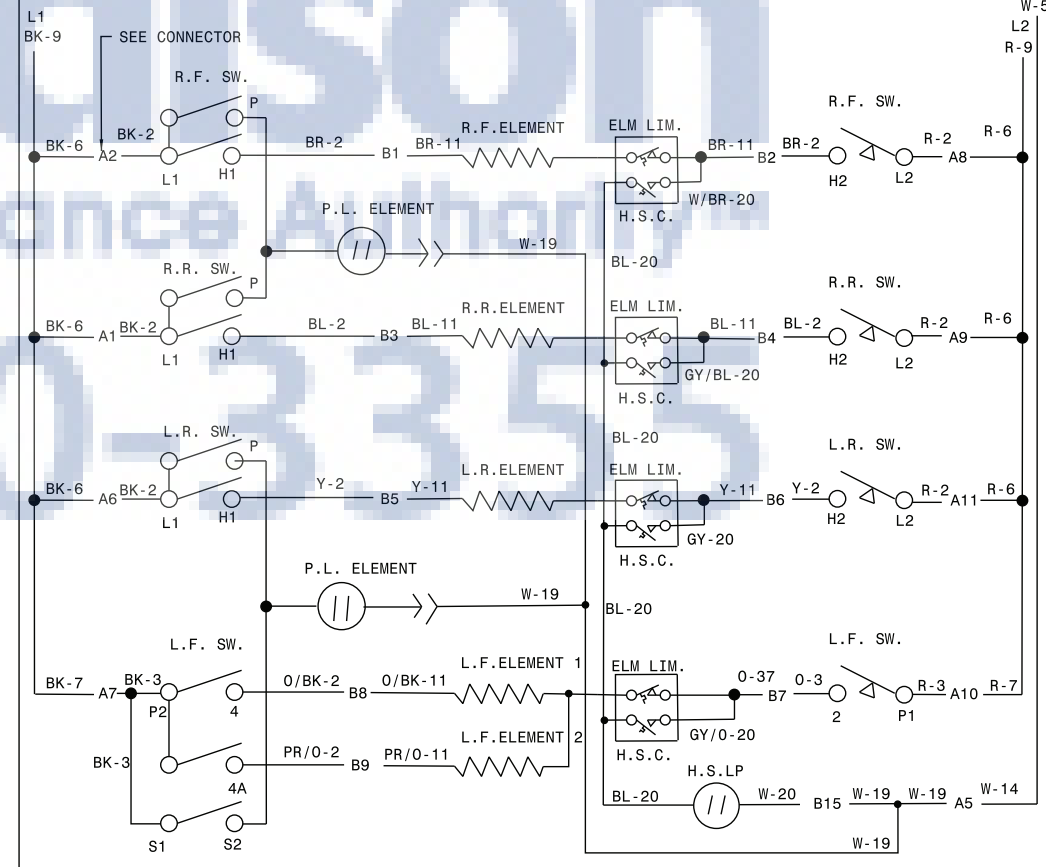 W-5
L1
L2
BK-9
SEE CONNECTOR
R-9
R.F. SW.
P
R.F. SW.
BK-6
A2
BK-2
L1
H1
BR-2
B1
BR-11
R.F.ELEMENT
ELM LIM.
BR-11
B2
BR-2
H2
L2
R-2
A8
R-6
W/BR-20
H.S.C.
P.L. ELEMENT
W-19
BL-20
R.R. SW.
P
R.R. SW.
BK-6
A1
BK-2
L1
H1
BL-2
B3
BL-11
R.R.ELEMENT
ELM LIM.
BL-11
B4
BL-2
H2
L2
R-2
A9
R-6
GY/BL-20
H.S.C.
BL-20
L.R. SW.
P
L.R. SW.
BK-6
A6
BK-2
L1
H1
Y-2
B5
Y-11
L.R.ELEMENT
ELM LIM.
Y-11
B6
Y-2
H2
L2
R-2
A11
R-6
GY-20
H.S.C.
P.L. ELEMENT
W-19
BL-20
L.F. SW.
L.F. SW.
BK-7
A7
BK-3
P2
4
O/BK-2
B8
O/BK-11
L.F.ELEMENT 1
ELM LIM.
O-37
B7
O-3
2
P1
R-3
A10
R-7
GY/O-20
H.S.C.
BK-3
4A
PR/O-2
B9
PR/O-11
L.F.ELEMENT 2
H.S.LP
BL-20
W-20
B15
W-19
W-19
A5
W-14
S1
S2
W-19
ance Authority™
0-3355